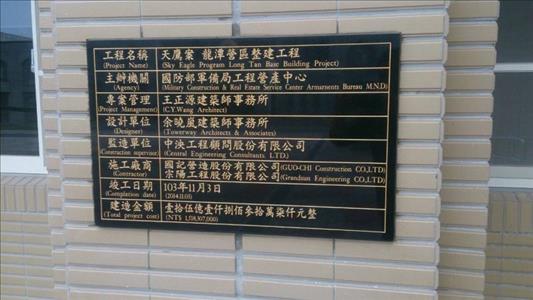 工程名稱 天鷹案 龍潭營區整建工程
(Project Name) (Sky Eagle Program Long Tan Base Building Project)
主辦機關 國防部軍備局工程營產中心
(Agency) (Military Construction & Real Estate Service Center Armaments Bureau M.N.D)
專案管理 王正源建築師事務所
(Project Management) (C.Y.Wang Architect)
設計單位 余曉嵐建築師事務所
(Designer) (Towerway Architects & Associates)
監造單位 中泱工程顧問股份有限公司
(Construction supervisor) (Central Engineering Consultants LTD.)
施工廠商 國定營造股份有限公司(GUO-CHI Construction CO.,LTD)
(Contractor) 宗陽工程股份有限公司(Grandsun Engineering CO.,LTD)
竣工日期 103年11月3日
(Completion date) (2014.11.03)
建造金額 壹拾伍億壹仟捌佰參拾萬柒仟元整
(Total project cost) (NT$ 1,518,307,000)